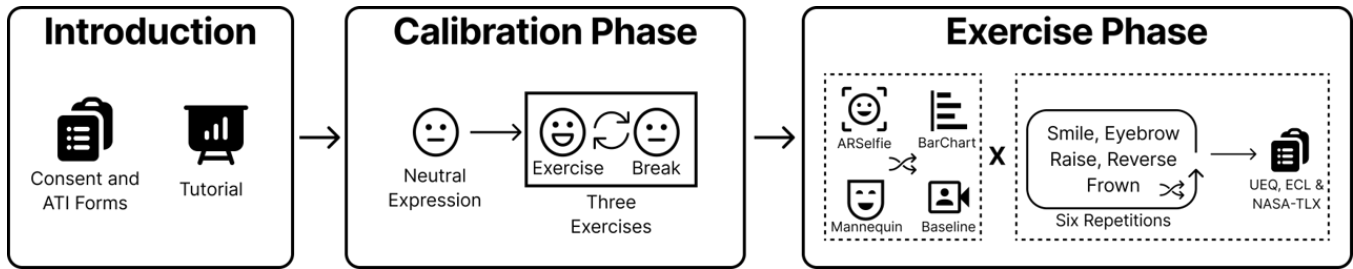 Introduction
Consent and
ATI Forms
Tutorial
Calibration Phase
Neutral
Expression
Exercise
Break
Three
Exercises
Exercise Phase
ARSelfie
BarChart
Mannequin
Baseline
X
Smile, Eyebrow
Raise, Reverse
Frown
Six Repetitions
UEQ, ECL &
NASA-TLX